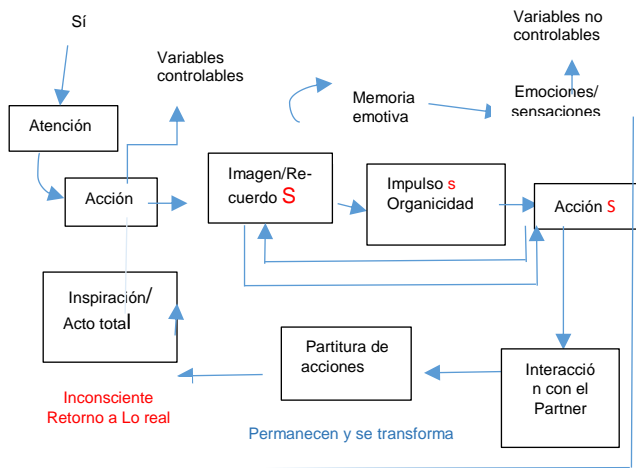 Sí
Variables
controlables
Variables no
controlables
Memoria
emotiva
Emociones/
sensaciones
Atención
Acción
Imagen/Re-
cuerdo S
Impulso s
Organicidad
Acción S
Inspiración/
Acto total
Partitura de
acciones
Interacció
n con el
Partner
Inconsciente
Retorno a Lo real
Permanecen y se transforma